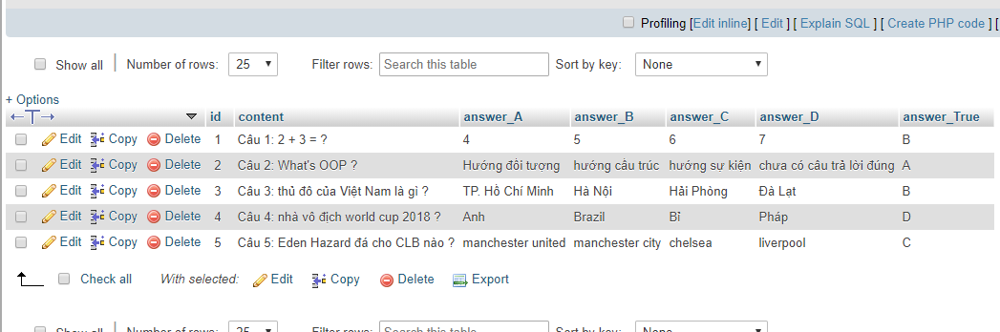 Profiling [Edit inline] [ Edit ] [ Explain SQL ] [ Create PHP code ] [
Show all Number of rows: 25 Filter rows: Search this table Sort by key: None
+ Options
id content answer_A answer_B answer_C answer_D answer_True
Edit Copy Delete 1 Câu 1: 2 + 3 = ? 4 5 6 7 B
Edit Copy Delete 2 Câu 2: What's OOP ? Hướng đối tượng hướng cấu trúc hướng sự kiện chưa có câu trả lời đúng A
Edit Copy Delete 3 Câu 3: thủ đô của Việt Nam là gì ? TP. Hồ Chí Minh Hà Nội Hải Phòng Đà Lạt B
Edit Copy Delete 4 Câu 4: nhà vô địch world cup 2018 ? Anh Brazil Bỉ Pháp D
Edit Copy Delete 5 Câu 5: Eden Hazard đá cho CLB nào ? manchester united manchester city chelsea liverpool C
Check all With selected: Edit Copy Delete Export
Show all Number of rows: 25 Filter rows: Search this table Sort by key: None